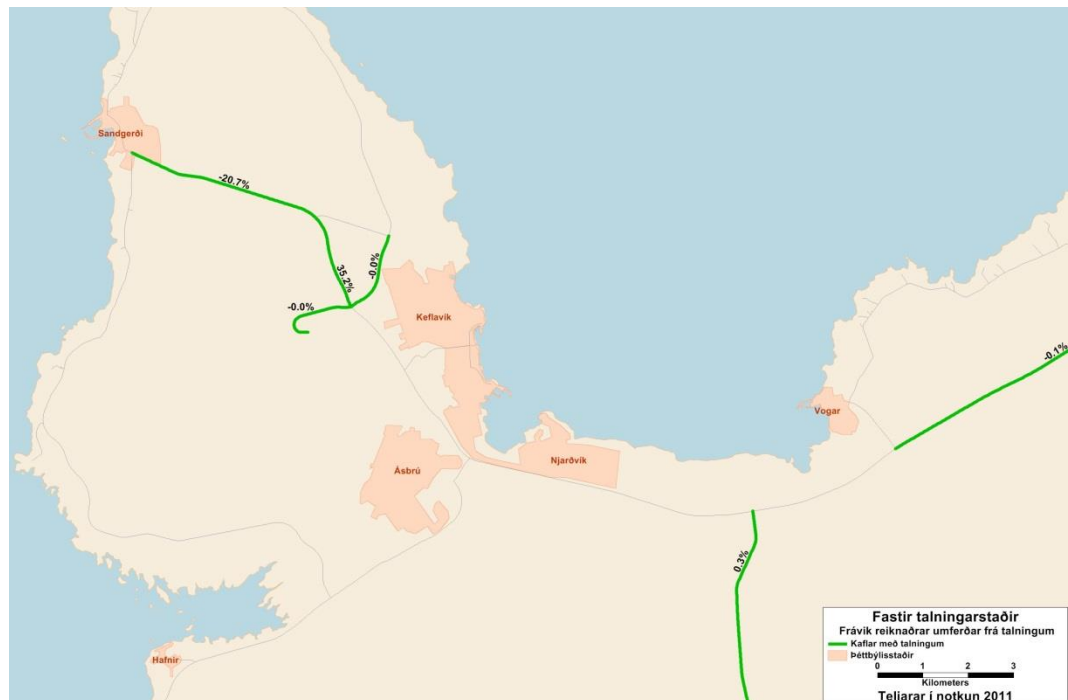 Sandgerði
-20.7%
-0.0%
35.2%
-0.0%
Keflavík
-0.1%
Vogar
Ásbrú
Njarðvík
0.3%
Hafnir
Fastir talningarstaðir
Frávik reiknaðrar umferðar frá talningum
Kaflar með talningum
Þéttbýlisstaðir
0 1 2 3
Kilometers
Teljarar í notkun 2011